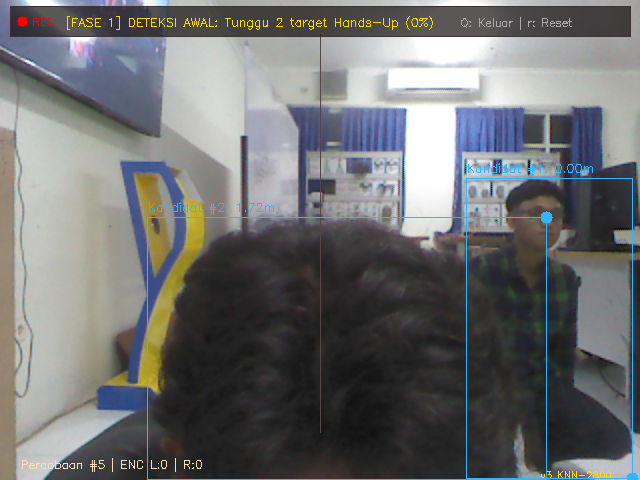 REC [FASE 1] DETEKSI AWAL: Tunggu 2 target Hands-Up (0%) Q: Keluar | r: Reset
Kandidat #1: 0.00m
Kandidat #2: 1.72m
Percobaan #5 | ENC L:0 | R:0